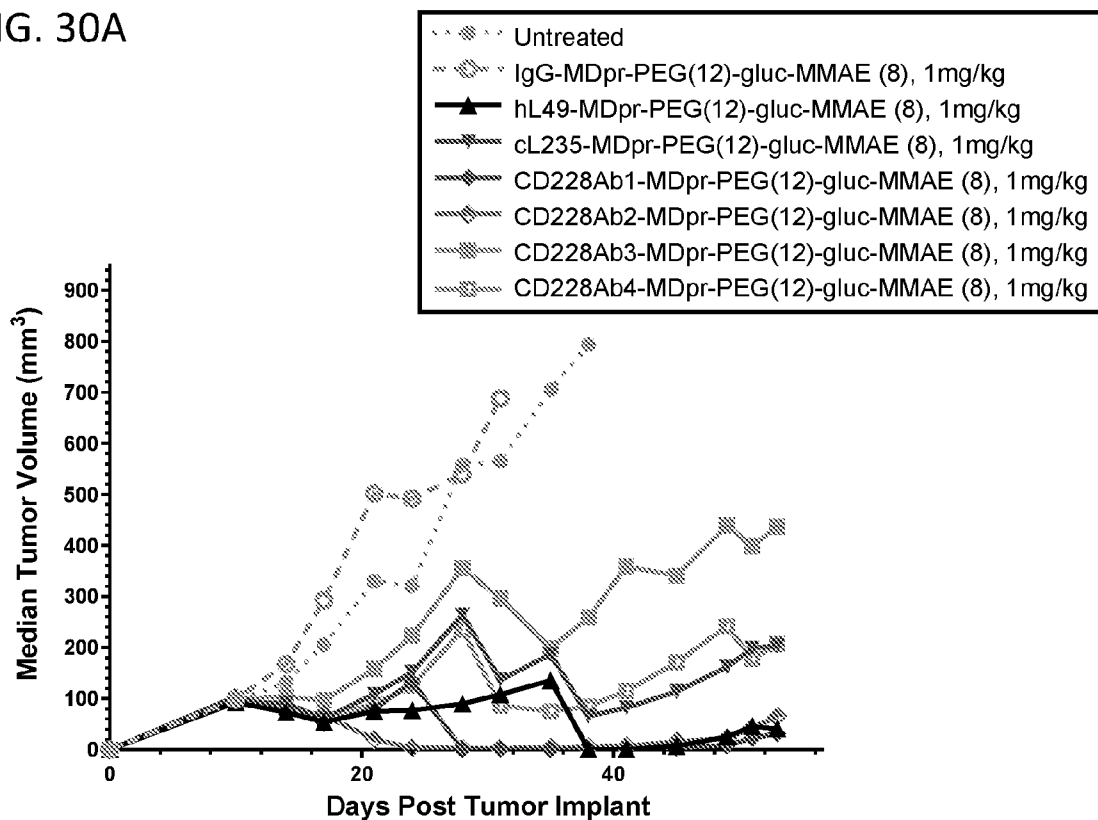 IG. 30A
Untreated
IgG-MDpr-PEG(12)-gluc-MMAE (8), 1mg/kg
hL49-MDpr-PEG(12)-gluc-MMAE (8), 1mg/kg
cL235-MDpr-PEG(12)-gluc-MMAE (8), 1mg/kg
CD228Ab1-MDpr-PEG(12)-gluc-MMAE (8), 1mg/kg
CD228Ab2-MDpr-PEG(12)-gluc-MMAE (8), 1mg/kg
CD228Ab3-MDpr-PEG(12)-gluc-MMAE (8), 1mg/kg
CD228Ab4-MDpr-PEG(12)-gluc-MMAE (8), 1mg/kg
Median Tumor Volume (mm³)
900
800
700
600
500
400
300
200
100
0
0 20 40
Days Post Tumor Implant